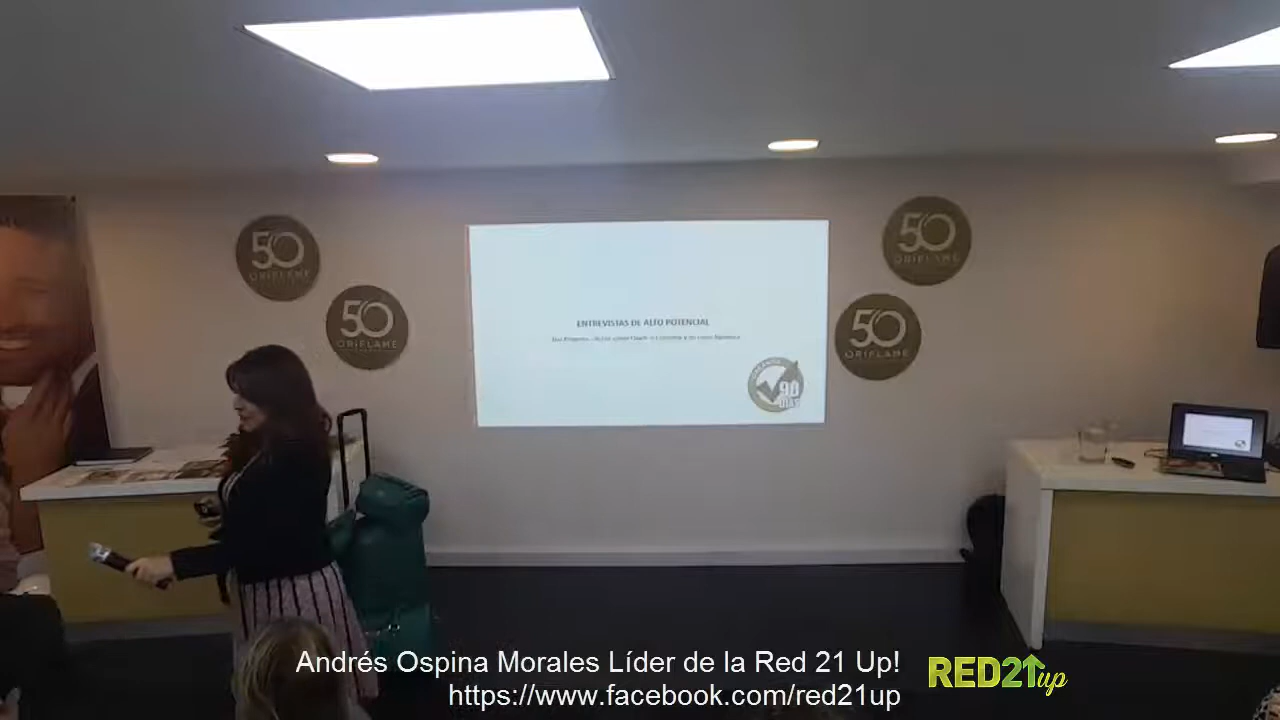 50
ORIFLAME
50
ORIFLAME
50
ORIFLAME
50
ORIFLAME
ENTREVISTAS DE ALTO POTENCIAL
90
DÍAS
Andrés Ospina Morales Líder de la Red 21 Up!
https://www.facebook.com/red21up
RED21up